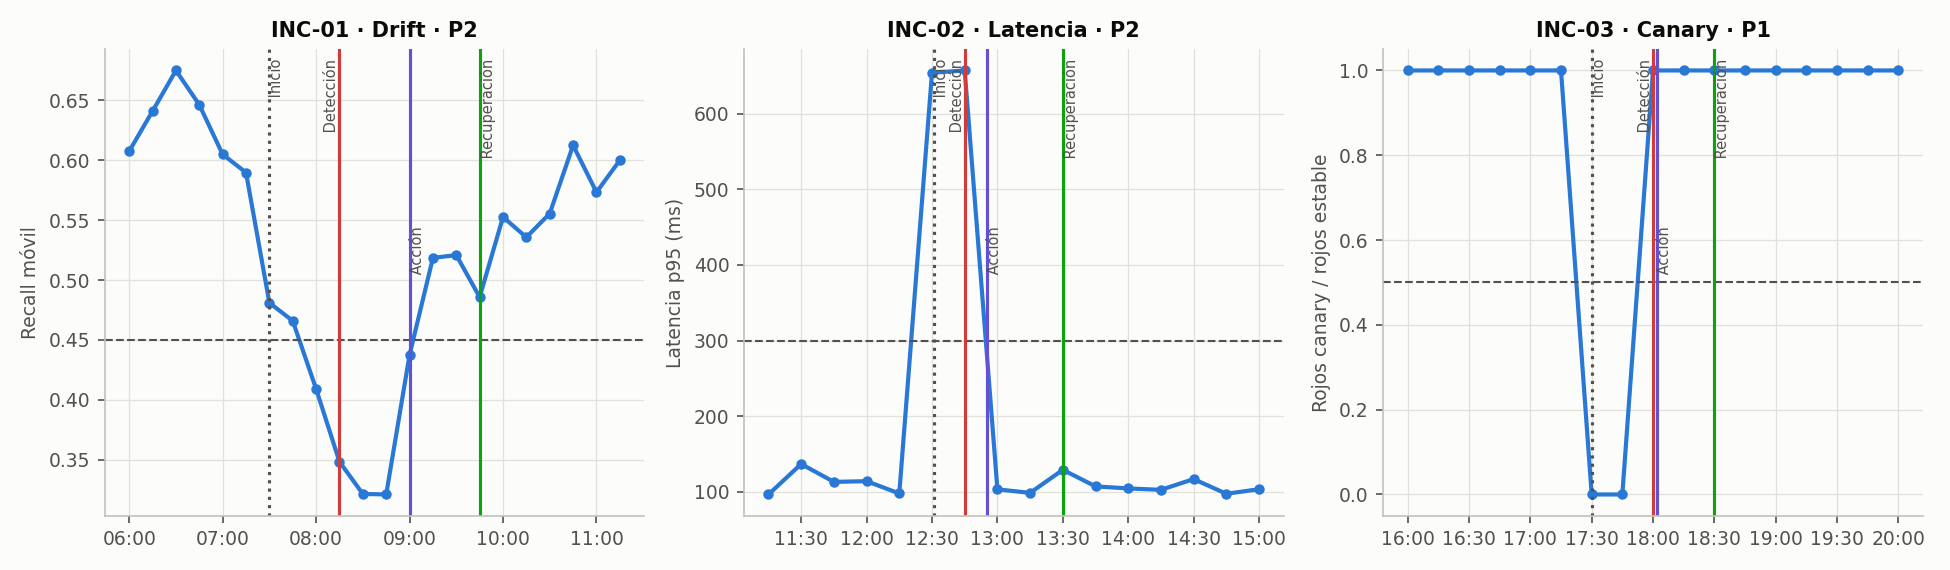 INC-01 · Drift · P2
Recall móvil
0.65
0.60
0.55
0.50
0.45
0.40
0.35
Inicio
Detección
Acción
Recuperación
06:00 07:00 08:00 09:00 10:00 11:00
INC-02 · Latencia · P2
Latencia p95 (ms)
600
500
400
300
200
100
Inicio
Detección
Acción
Recuperación
11:30 12:00 12:30 13:00 13:30 14:00 14:30 15:00
INC-03 · Canary · P1
Rojos canary / rojos estable
1.0
0.8
0.6
0.4
0.2
0.0
Inicio
Detección
Acción
Recuperación
16:00 16:30 17:00 17:30 18:00 18:30 19:00 19:30 20:00